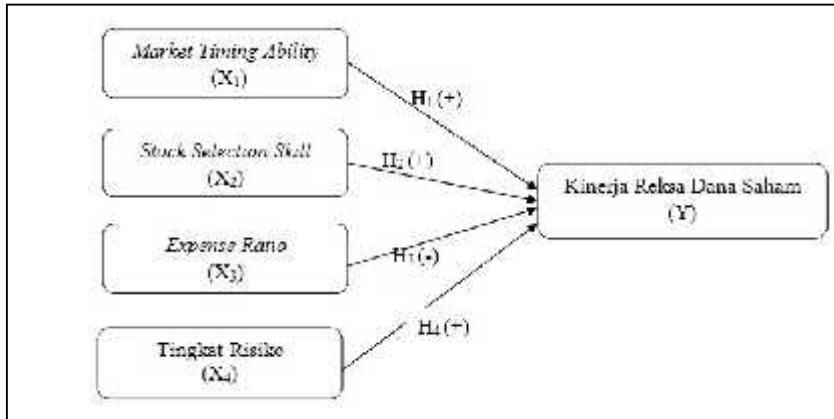 Market Timing Ability
(X1)
H1 (+)
Stock Selection Skill
(X2)
H2 (+)
Kinerja Reksa Dana Saham
(Y)
Expense Ratio
(X3)
H3 (-)
H4 (+)
Tingkat Risiko
(X4)